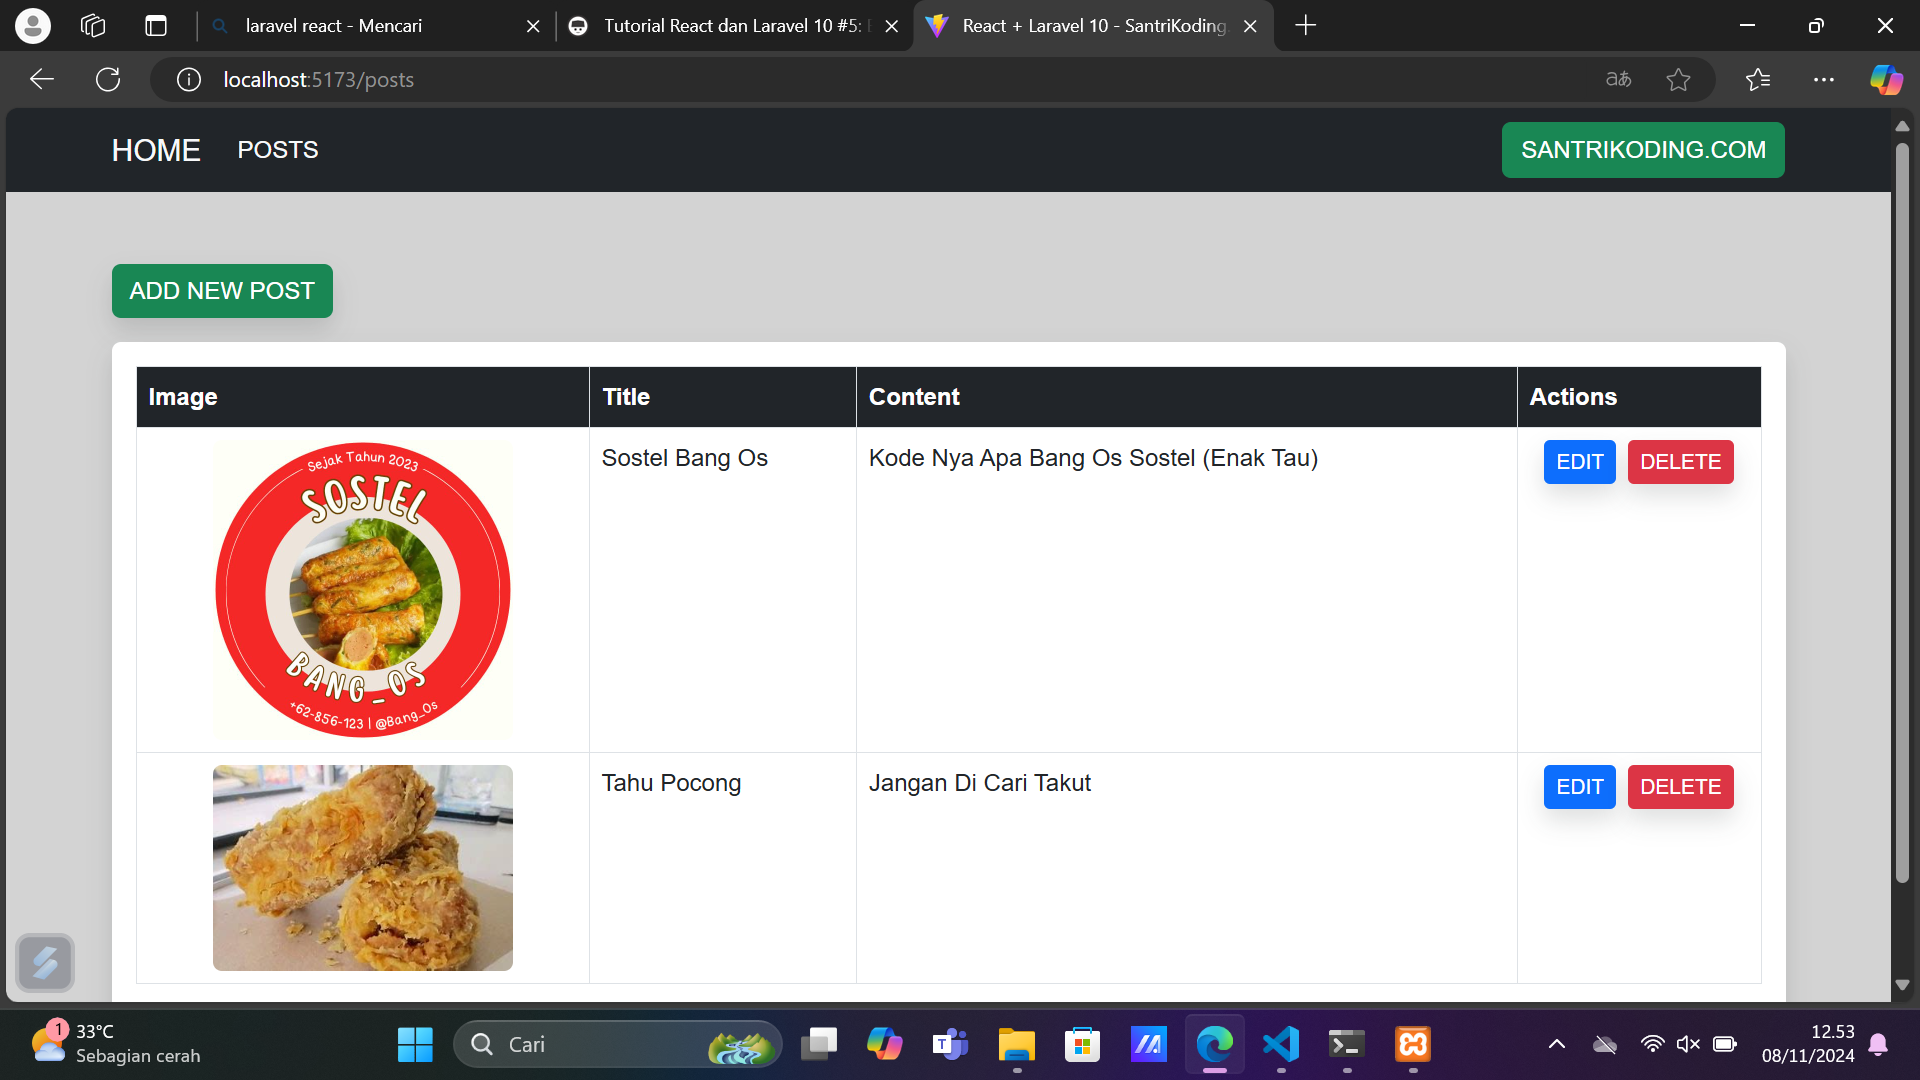 laravel react - Mencari
Tutorial React dan Laravel 10 #5:
React + Laravel 10 - SantriKoding.
localhost:5173/posts
aあ
HOME
POSTS
SANTRIKODING.COM
ADD NEW POST
Image
Title
Content
Actions
Sejak Tahun 2023
SOSTEL
BANG_OS
+62-856-123 | @Bang_Os
Sostel Bang Os
Kode Nya Apa Bang Os Sostel (Enak Tau)
EDIT
DELETE
Tahu Pocong
Jangan Di Cari Takut
EDIT
DELETE
1
33°C
Sebagian cerah
Cari
12.53
08/11/2024